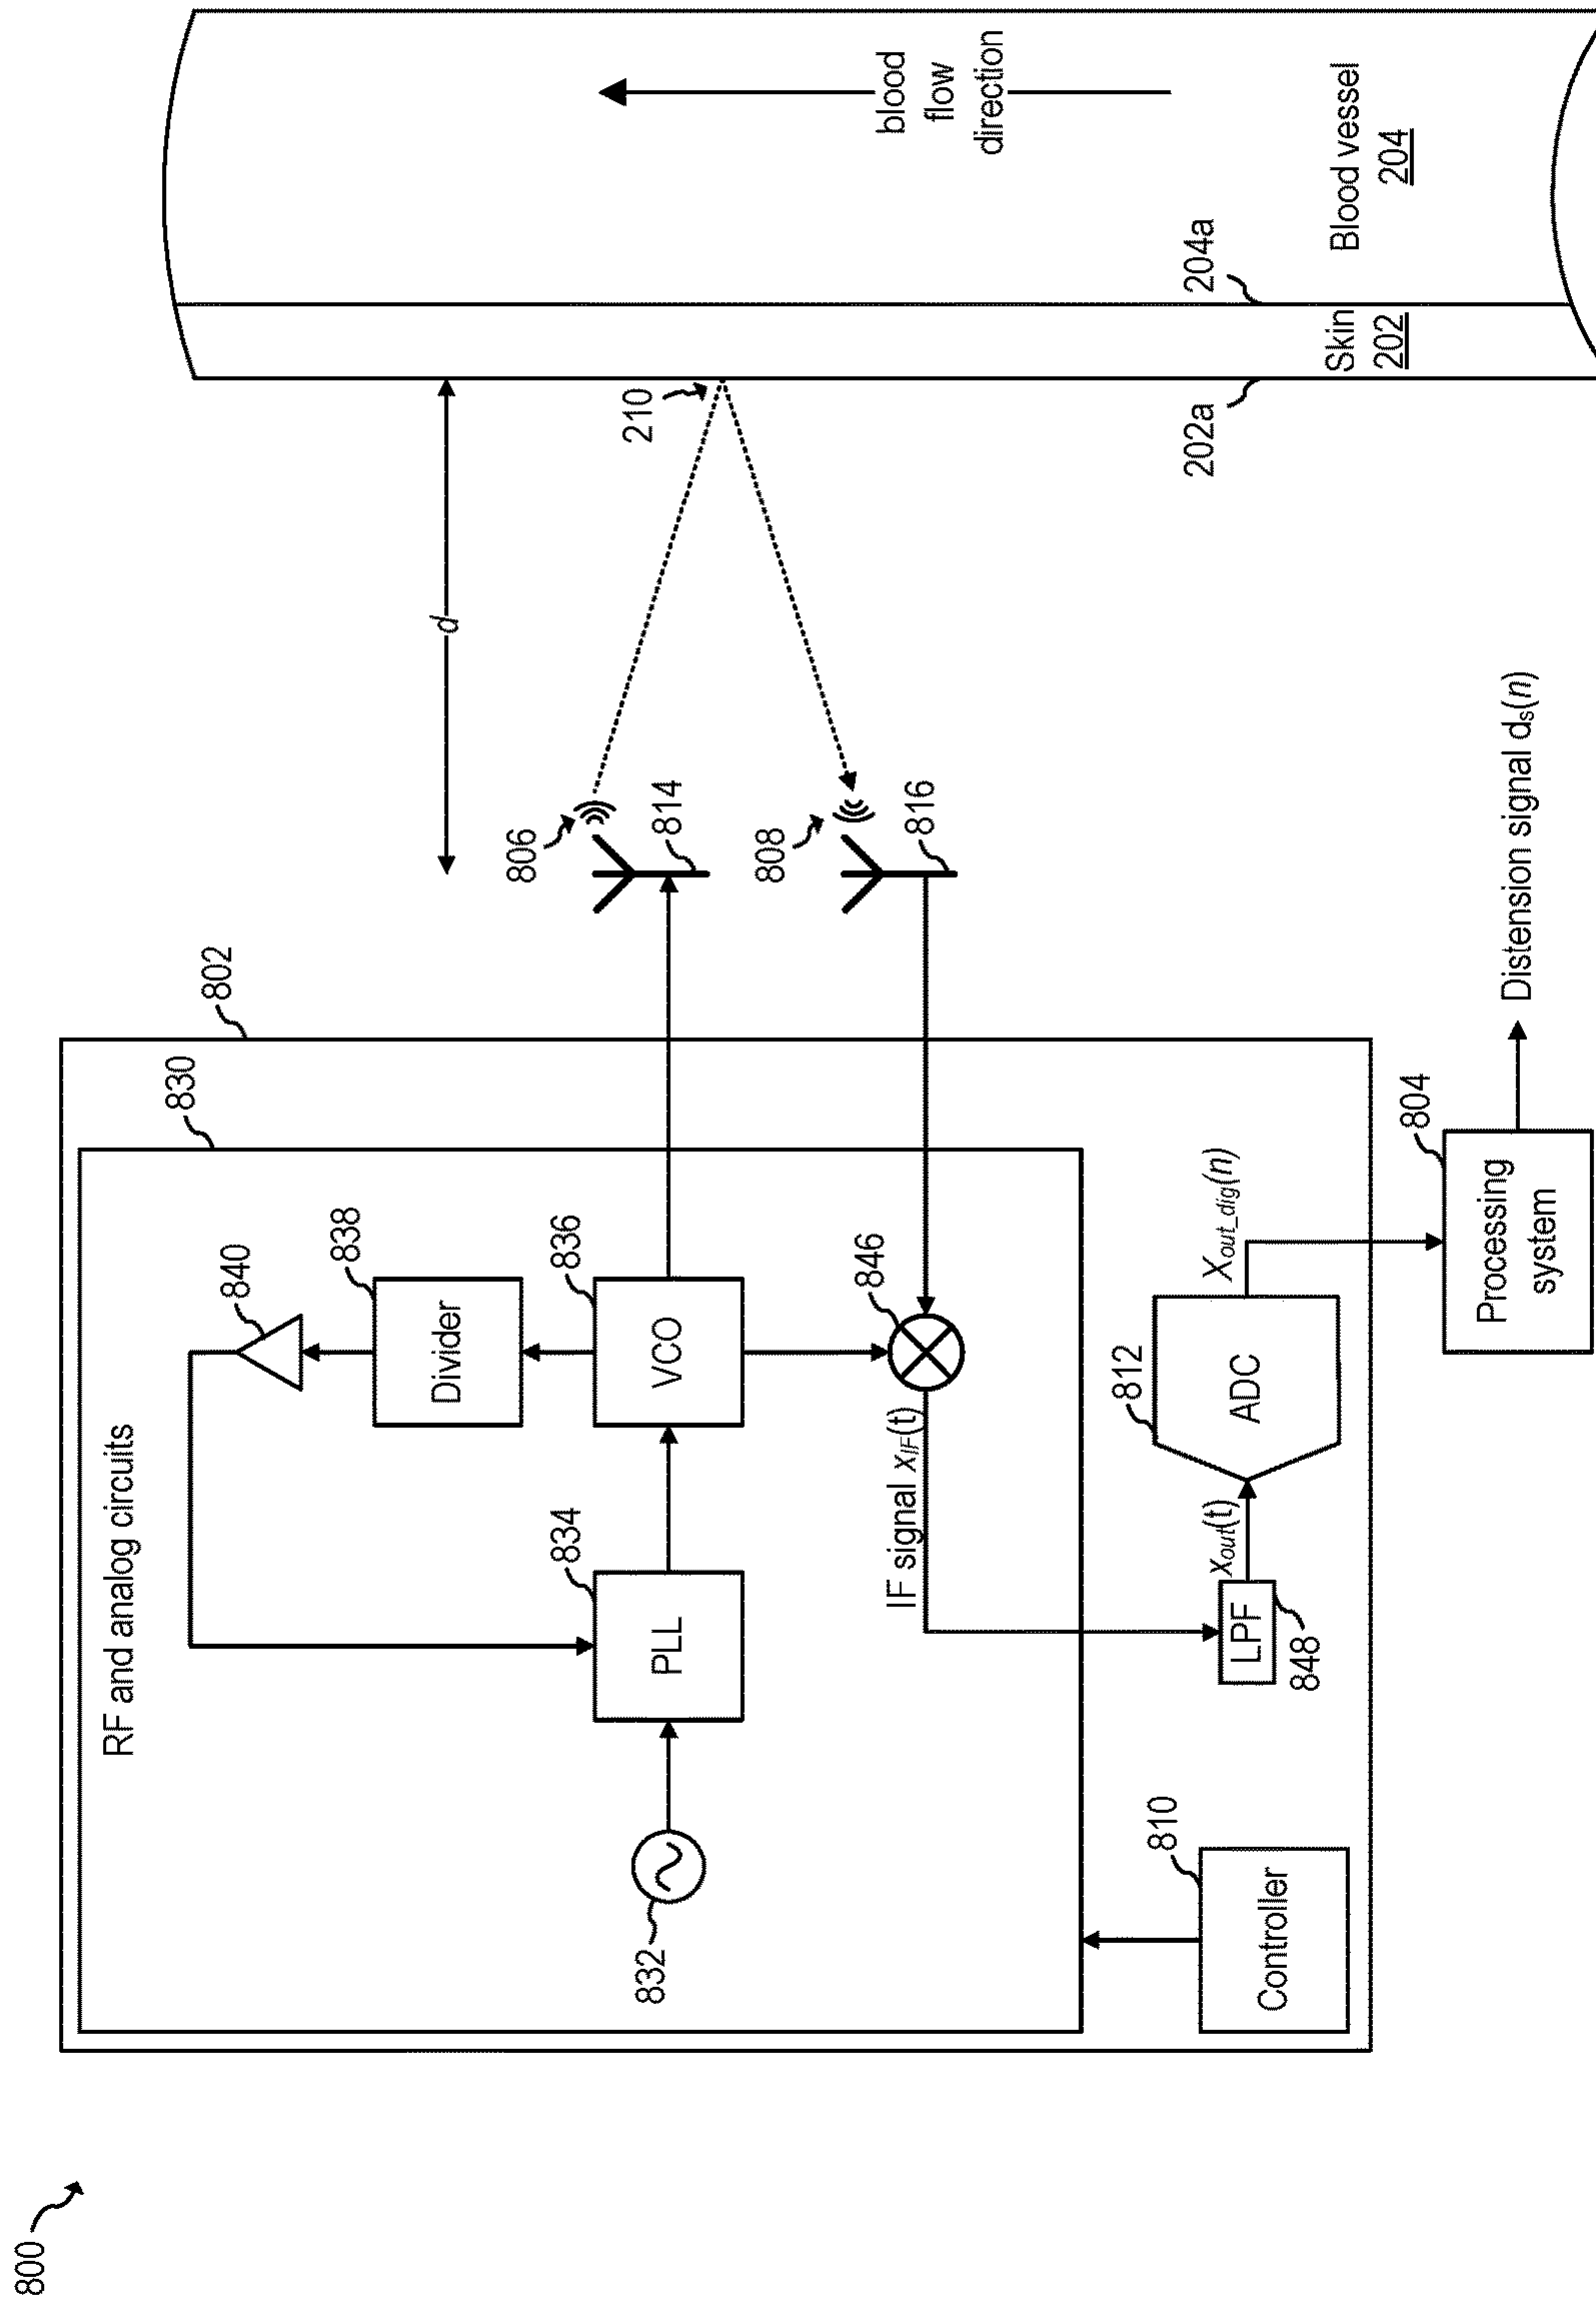 800
802
830
RF and analog circuits
840
838
Divider
836
VCO
834
PLL
832
846
IF signal x_IF(t)
812
ADC
x_out(t)
LPF
848
X_out_dig(n)
810
Controller
804
Processing
system
Distension signal d_s(n)
806
814
808
816
d
210
202a
204a
Skin
202
Blood vessel
204
blood
flow
direction